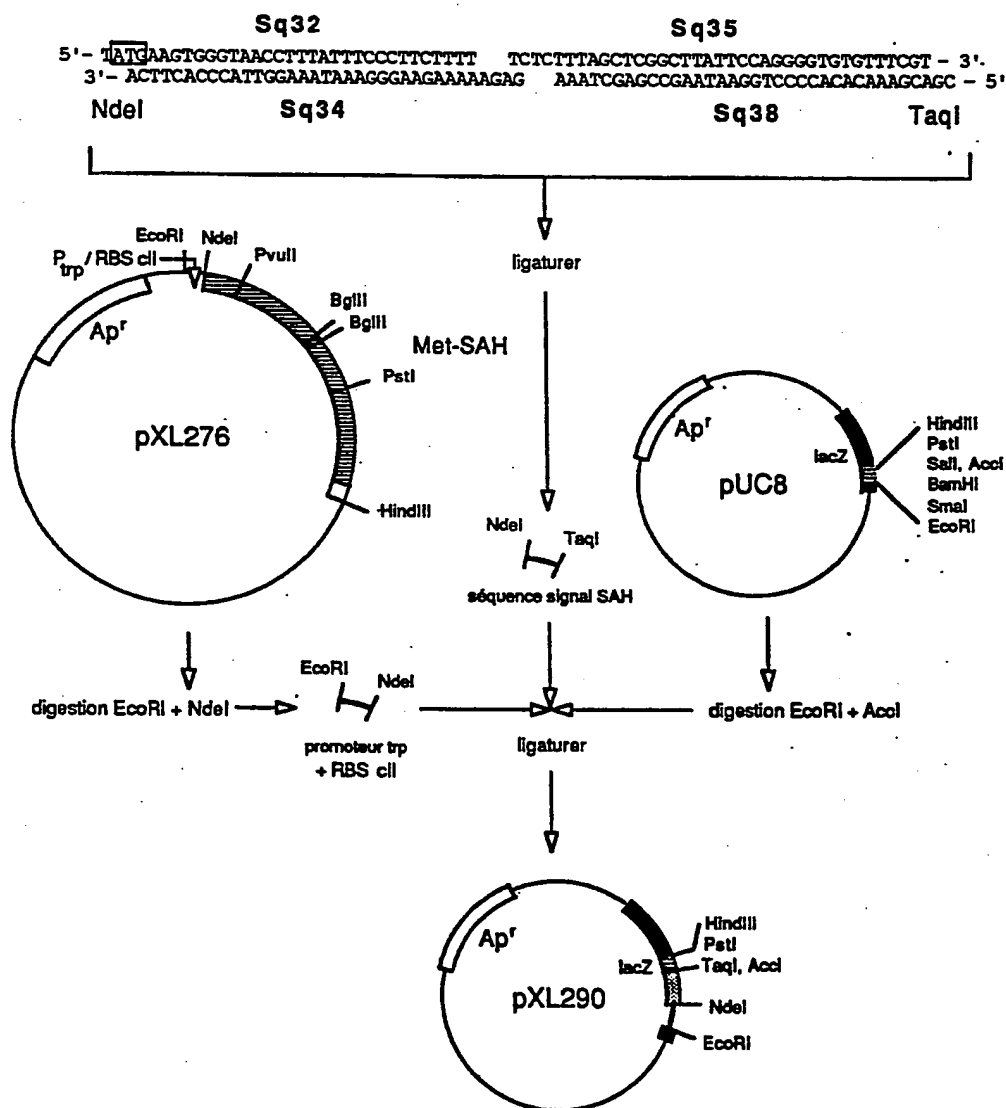 Sq32 Sq35
5'- TATGAAGTGGGTAACCTTTATTTCCCTTCTTTTT TCTCTTTAGCTCGGCTTATTCCAGGGGTGTGTTTCGT - 3'
3'- ACTTCACCCATTGGAAATAAAGGGAAGAAAAAGAG AAATCGAGCCGAATAAGGTCCCCACACAAAGCAGC - 5'
NdeI Sq34 Sq38 TaqI
ligaturer
EcoRI
NdeI
Ptrp / RBS cII
PvuII
BglII
BglII
Apr
Met-SAH
PstI
pXL276
HindIII
Apr
lacZ
pUC8
HindIII
PstI
SalI, AccI
BamHI
SmaI
EcoRI
NdeI
TaqI
séquence signal SAH
digestion EcoRI + NdeI
EcoRI
NdeI
promoteur trp
+ RBS cII
ligaturer
digestion EcoRI + AccI
Apr
lacZ
pXL290
HindIII
PstI
TaqI, AccI
NdeI
EcoRI